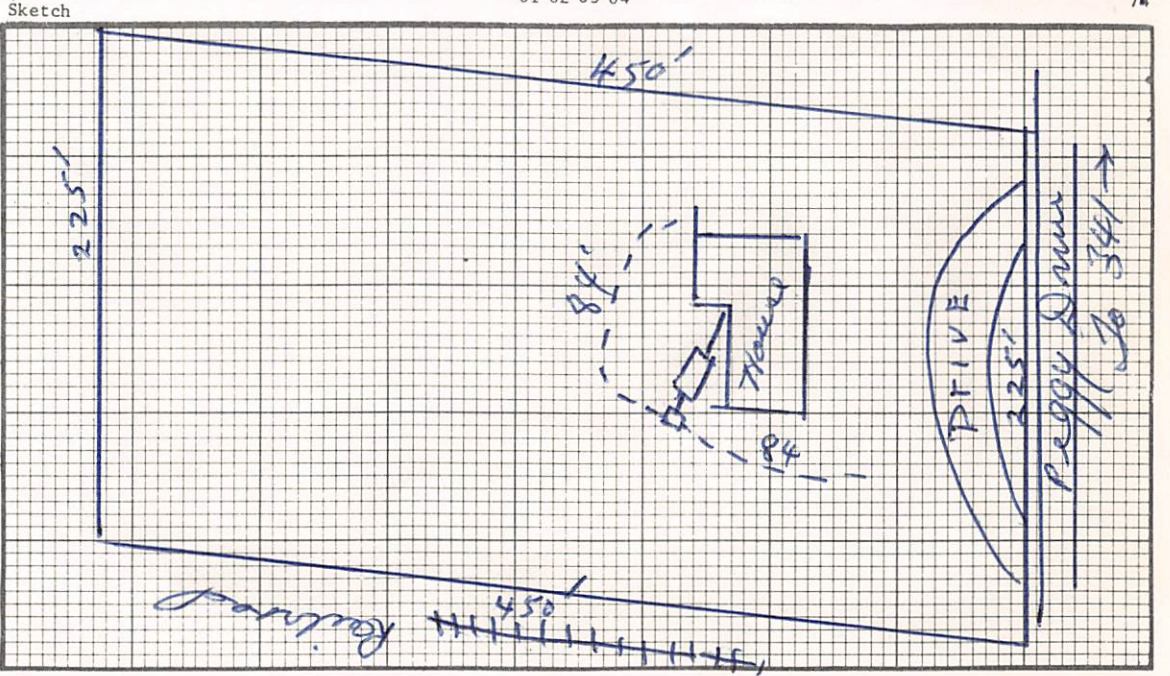 Sketch
450'
225'
84'
House
84
DrIVE
225'
Peggy Drive
To 341 →
450'
Railroad